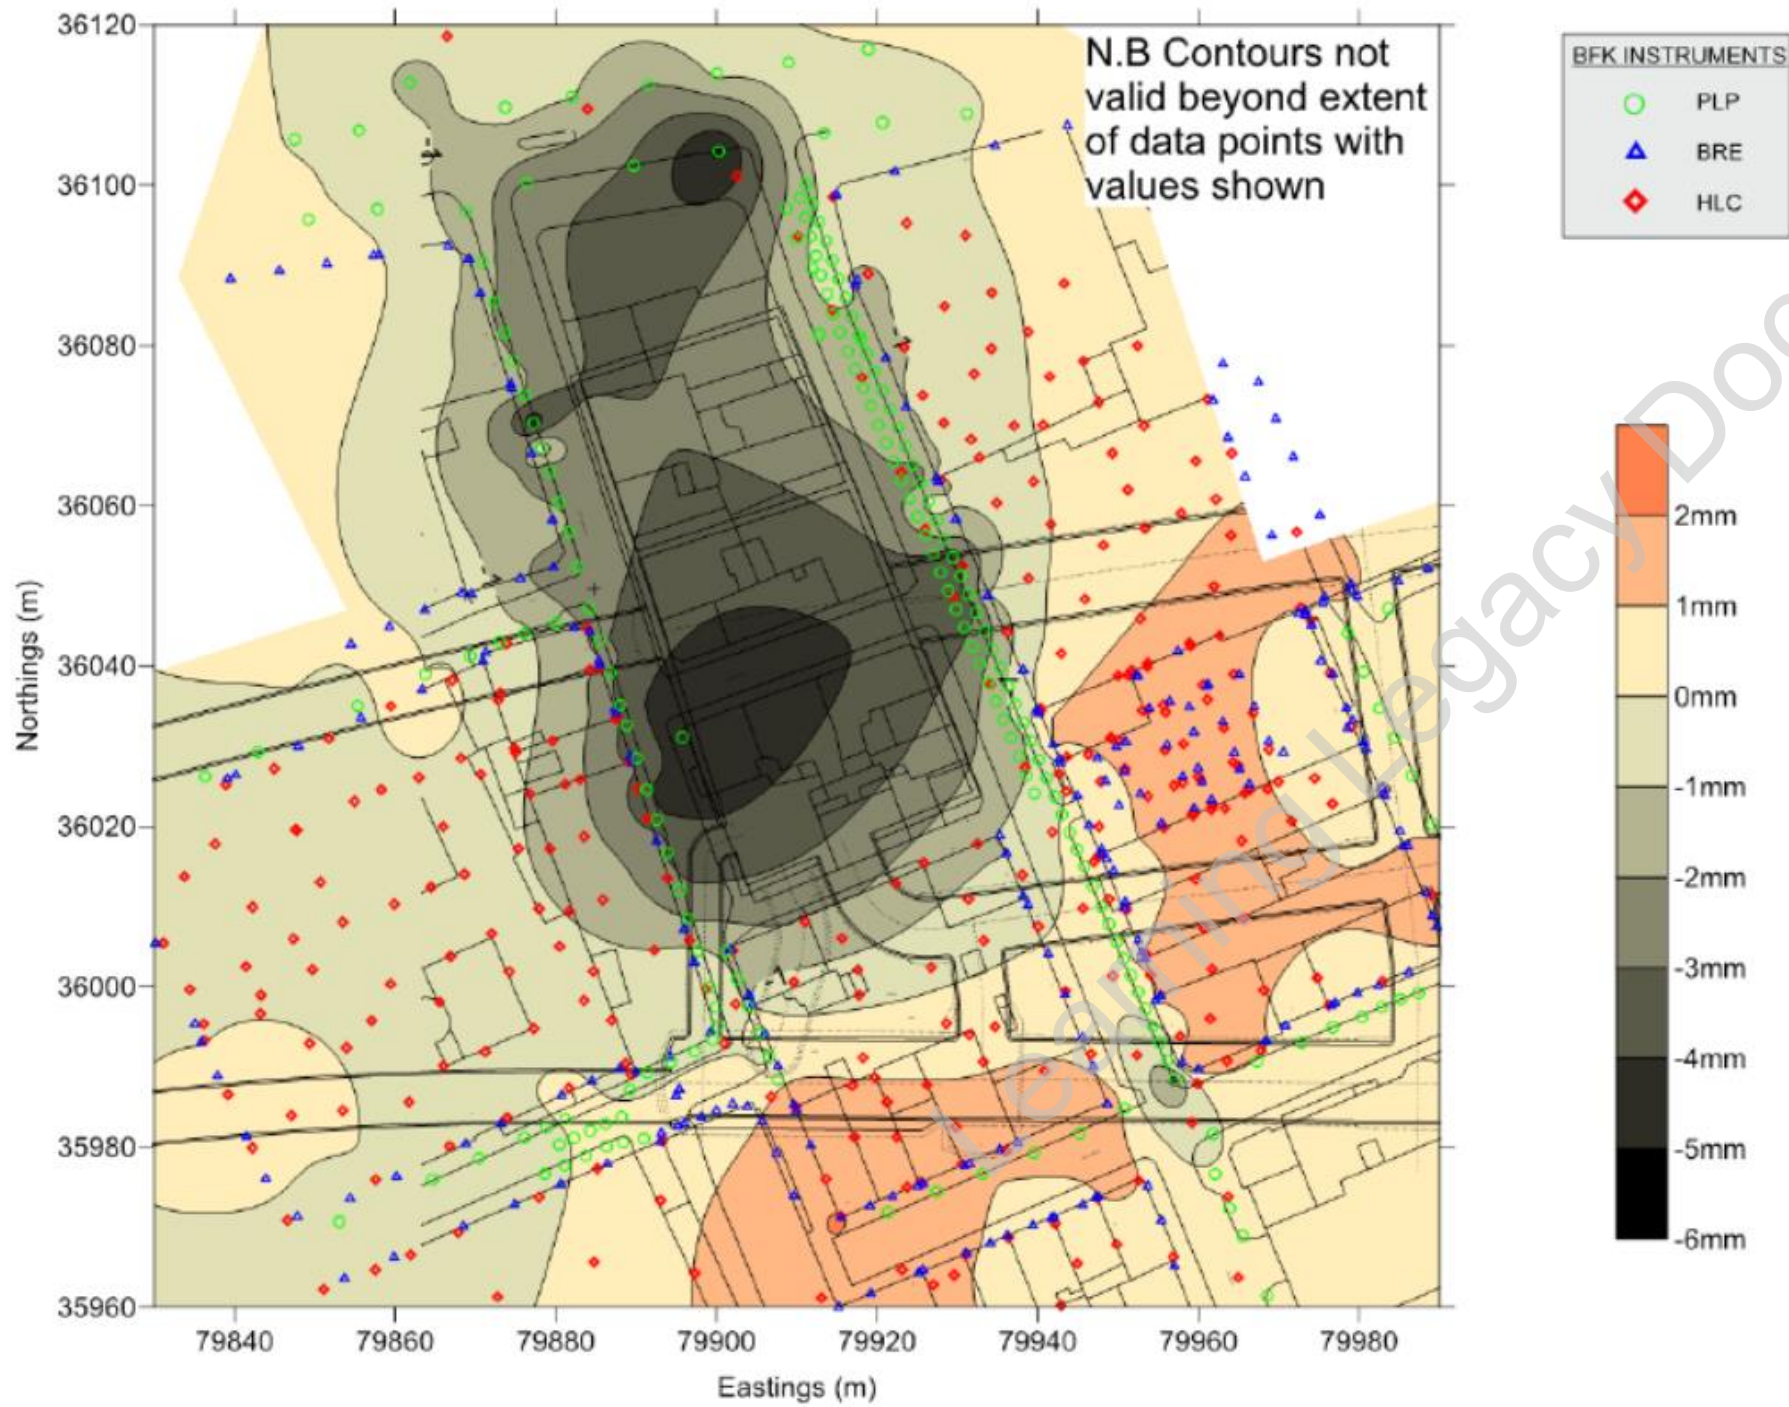 N.B Contours not
valid beyond extent
of data points with
values shown
BFK INSTRUMENTS
PLP
BRE
HLC
36120
36100
36080
36060
36040
36020
36000
35980
35960
Northings (m)
79840
79860
79880
79900
79920
79940
79960
79980
Eastings (m)
-1
-1
2mm
1mm
0mm
-1mm
-2mm
-3mm
-4mm
-5mm
-6mm
Learning Legacy Doc